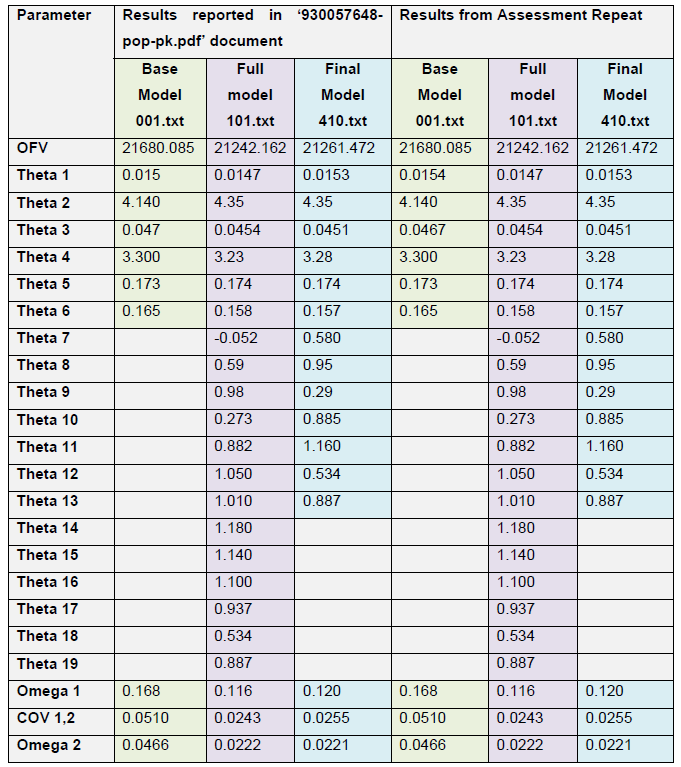 Parameter Results reported in ‘930057648- Results from Assessment Repeat
pop-pk.pdf’ document
Base Full Final Base Full Final
Model model Model Model model Model
001.txt 101.txt 410.txt 001.txt 101.txt 410.txt
OFV 21680.085 21242.162 21261.472 21680.085 21242.162 21261.472
Theta 1 0.015 0.0147 0.0153 0.0154 0.0147 0.0153
Theta 2 4.140 4.35 4.35 4.140 4.35 4.35
Theta 3 0.047 0.0454 0.0451 0.0467 0.0454 0.0451
Theta 4 3.300 3.23 3.28 3.300 3.23 3.28
Theta 5 0.173 0.174 0.174 0.173 0.174 0.174
Theta 6 0.165 0.158 0.157 0.165 0.158 0.157
Theta 7 -0.052 0.580 -0.052 0.580
Theta 8 0.59 0.95 0.59 0.95
Theta 9 0.98 0.29 0.98 0.29
Theta 10 0.273 0.885 0.273 0.885
Theta 11 0.882 1.160 0.882 1.160
Theta 12 1.050 0.534 1.050 0.534
Theta 13 1.010 0.887 1.010 0.887
Theta 14 1.180 1.180
Theta 15 1.140 1.140
Theta 16 1.100 1.100
Theta 17 0.937 0.937
Theta 18 0.534 0.534
Theta 19 0.887 0.887
Omega 1 0.168 0.116 0.120 0.168 0.116 0.120
COV 1,2 0.0510 0.0243 0.0255 0.0510 0.0243 0.0255
Omega 2 0.0466 0.0222 0.0221 0.0466 0.0222 0.0221